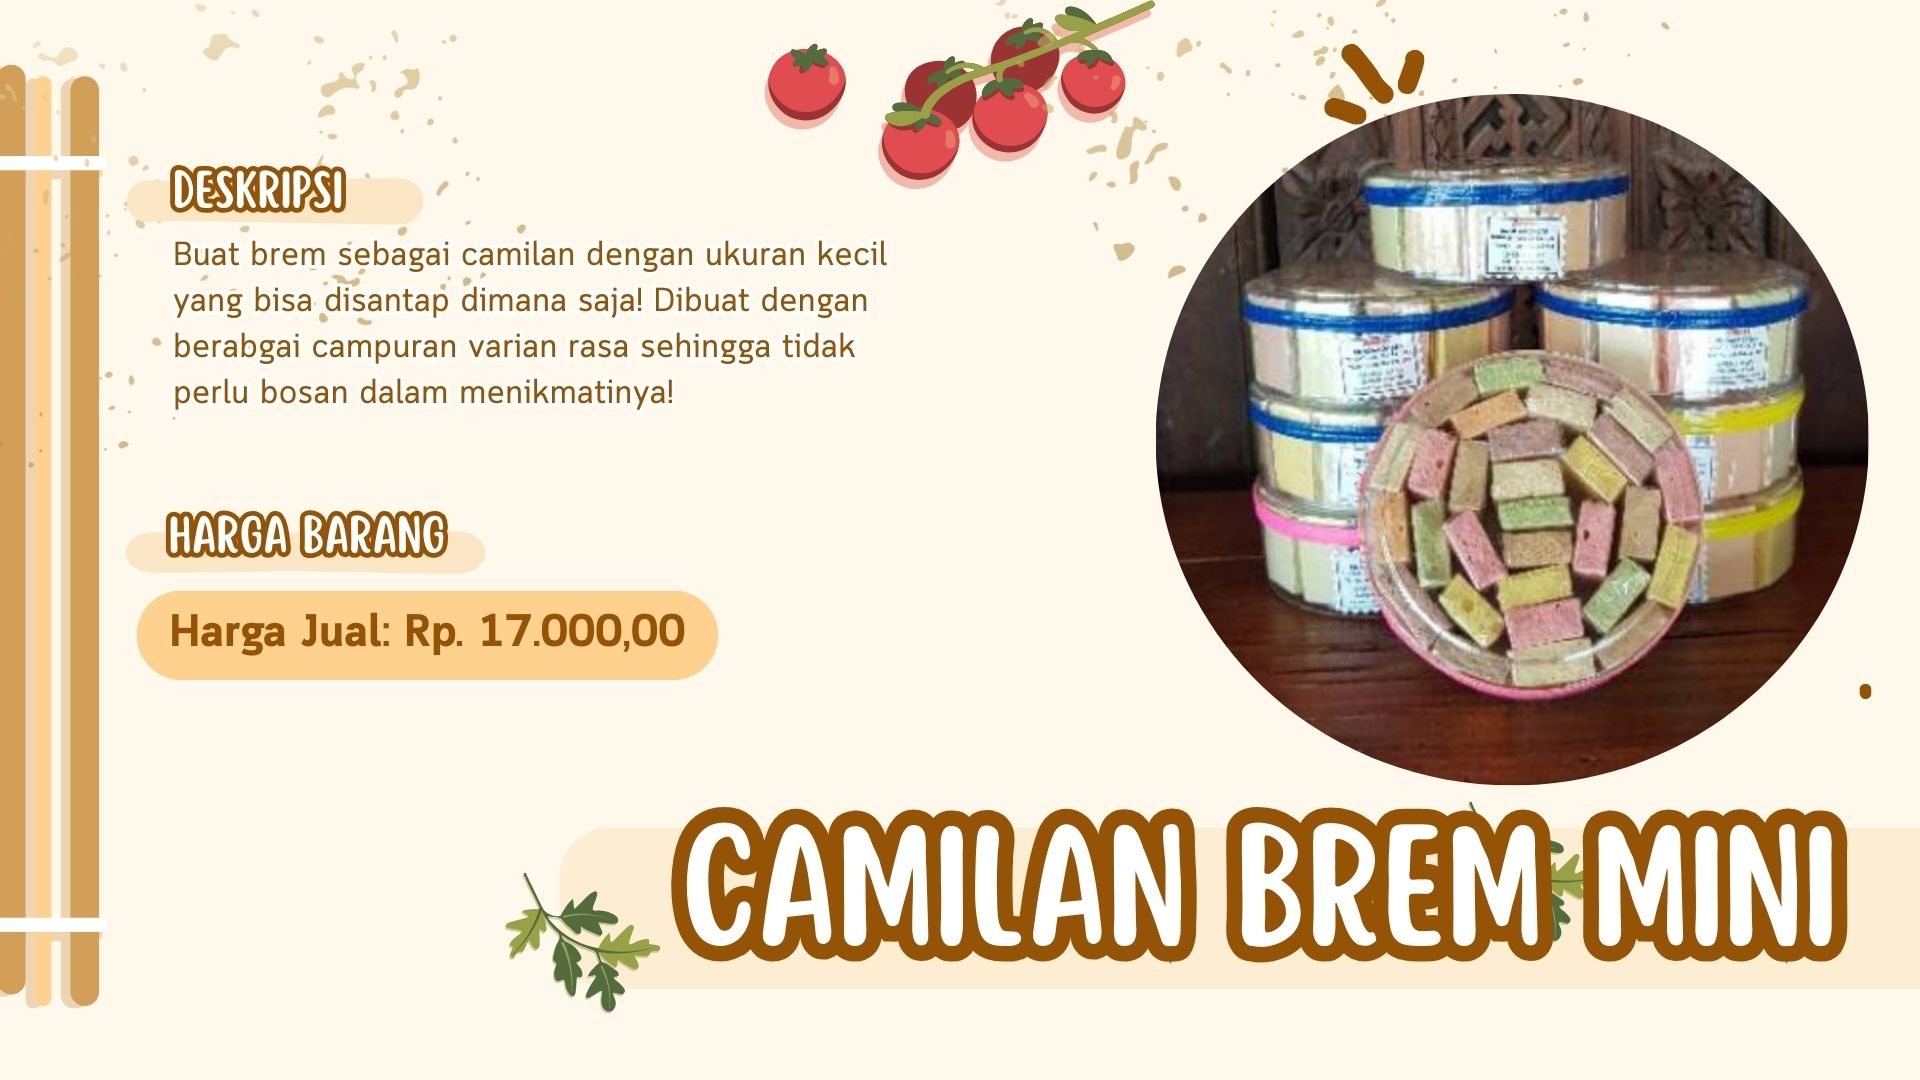 DESKRIPSI
Buat brem sebagai camilan dengan ukuran kecil
yang bisa disantap dimana saja! Dibuat dengan
berabgai campuran varian rasa sehingga tidak
perlu bosan dalam menikmatinya!
HARGA BARANG
Harga Jual: Rp. 17.000,00
CAMILAN BREM MINI